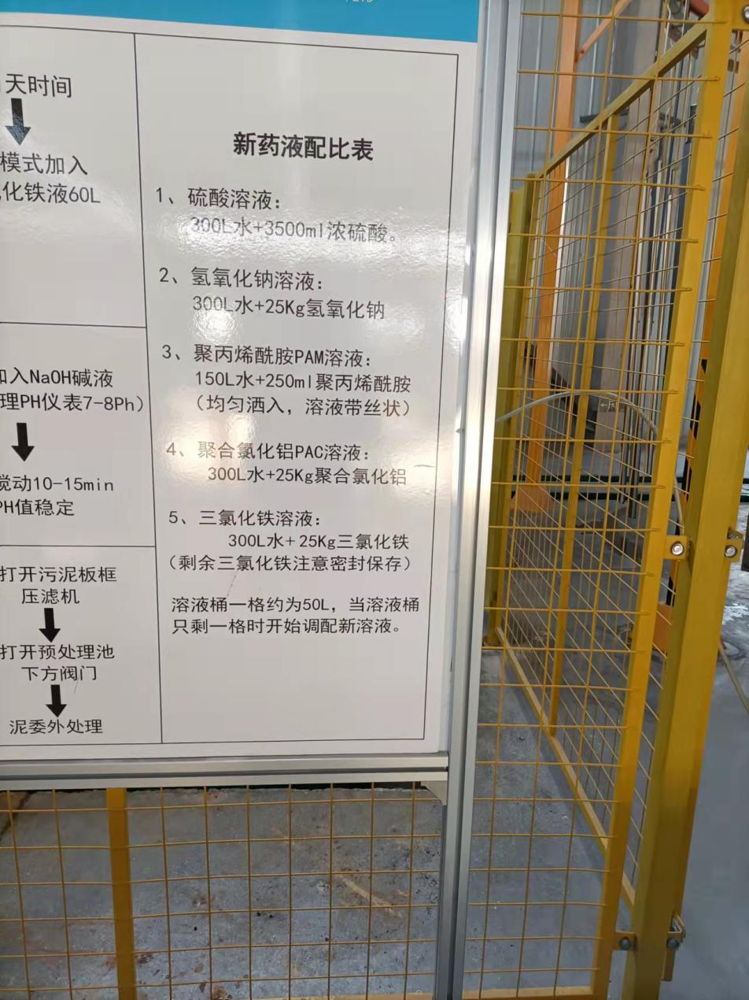 天时间
模式加入
化铁液60L
加入NaOH碱液
理PH仪表7-8Ph）
搅动10-15min
PH值稳定
打开污泥板框
压滤机
打开预处理池
下方阀门
泥委外处理
新药液配比表
1、硫酸溶液：
300L水+3500ml浓硫酸。
2、氢氧化钠溶液：
300L水+25Kg氢氧化钠
3、聚丙烯酰胺PAM溶液：
150L水+250ml聚丙烯酰胺
（均匀洒入，溶液带丝状）
4、聚合氯化铝PAC溶液：
300L水+25Kg聚合氯化铝
5、三氯化铁溶液：
300L水+25Kg三氯化铁
（剩余三氯化铁注意密封保存）
溶液桶一格约为50L，当溶液桶
只剩一格时开始调配新溶液。